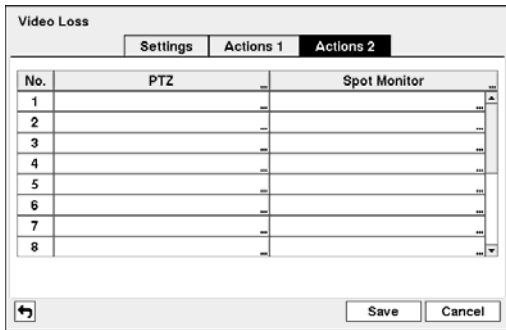 Video Loss
Settings Actions 1 Actions 2
No. PTZ ... Spot Monitor ...
1 ... ...
2 ... ...
3 ... ...
4 ... ...
5 ... ...
6 ... ...
7 ... ...
8 ... ...
Save Cancel